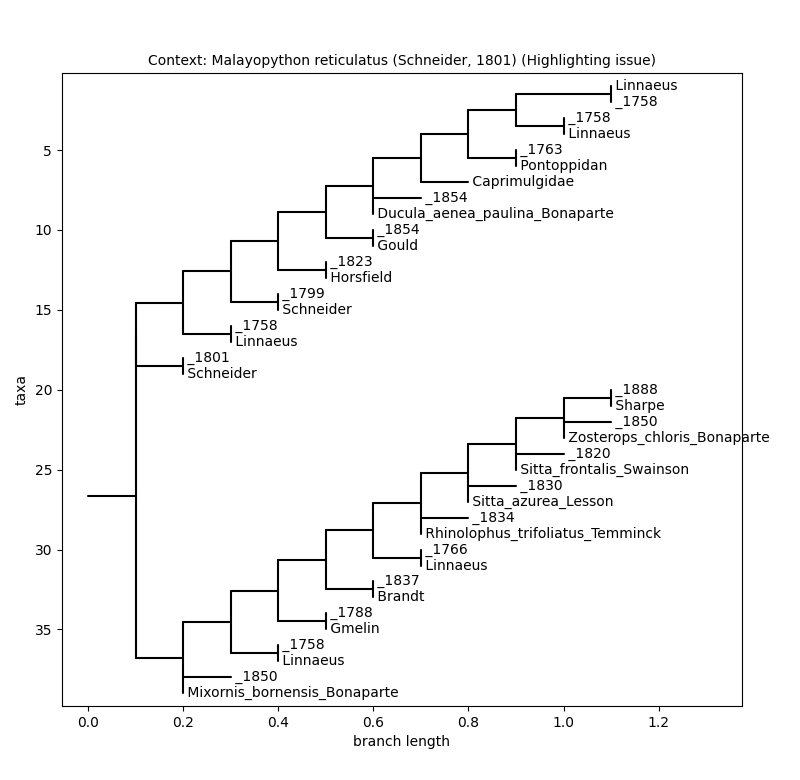 Context: Malayopython reticulatus (Schneider, 1801) (Highlighting issue)
Linnaeus
_1758
_1758
Linnaeus
5
_1763
Pontoppidan
Caprimulgidae
_1854
Ducula_aenea_paulina_Bonaparte
10
_1854
Gould
_1823
Horsfield
_1799
15
Schneider
_1758
Linnaeus
_1801
Schneider
taxa
20
_1888
Sharpe
_1850
Zosterops_chloris_Bonaparte
_1820
25
Sitta_frontalis_Swainson
_1830
Sitta_azurea_Lesson
_1834
Rhinolophus_trifoliatus_Temminck
30
_1766
Linnaeus
_1837
Brandt
_1788
35
Gmelin
_1758
Linnaeus
_1850
Mixornis_bornensis_Bonaparte
0.0 0.2 0.4 0.6 0.8 1.0 1.2
branch length